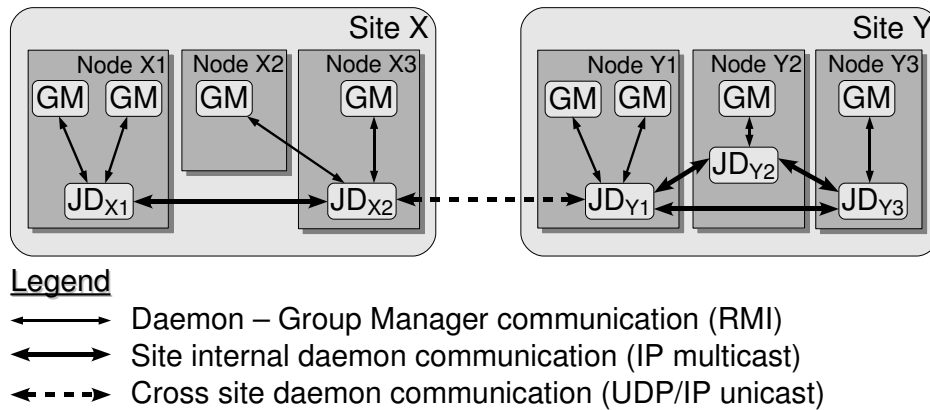 Site X
Site Y
Node X1
Node X2
Node X3
Node Y1
Node Y2
Node Y3
GM
GM
GM
GM
GM
GM
GM
GM
JDX1
JDX2
JDY1
JDY2
JDY3
Legend
Daemon – Group Manager communication (RMI)
Site internal daemon communication (IP multicast)
Cross site daemon communication (UDP/IP unicast)